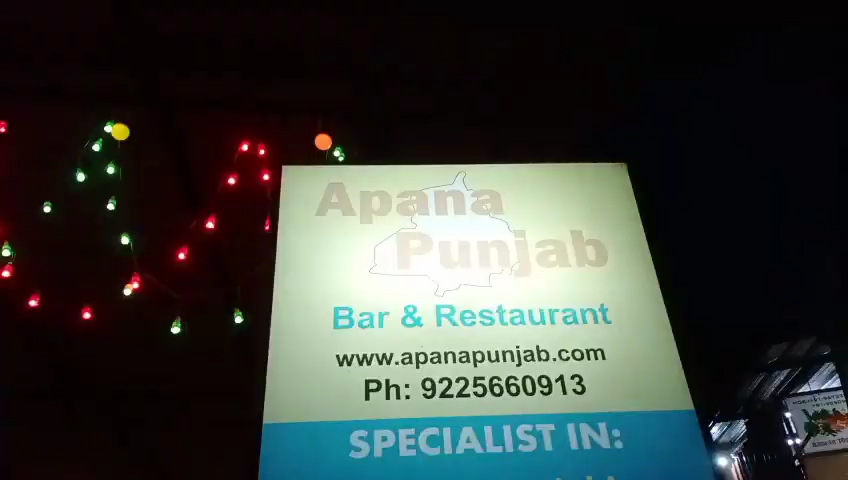 Apana
Punjab
Bar & Restaurant
www.apanapunjab.com
Ph: 9225660913
SPECIALIST IN: